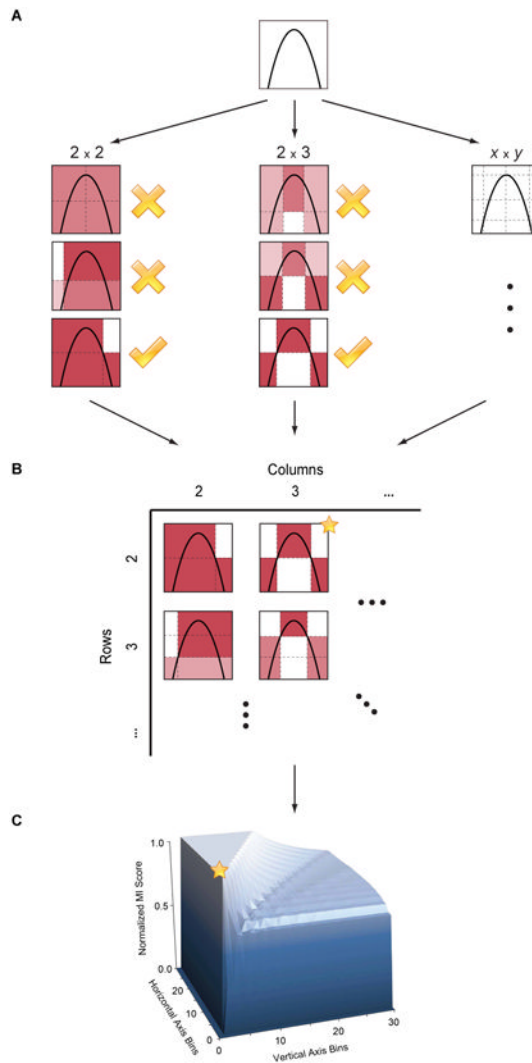 A
2 x 2
2 x 3
x x y
B
Columns
2
3
...
Rows
2
3
...
C
Normalized MI Score
1.0
0.5
0.0
Horizontal Axis Bins
20
10
0
Vertical Axis Bins
0
10
20
30